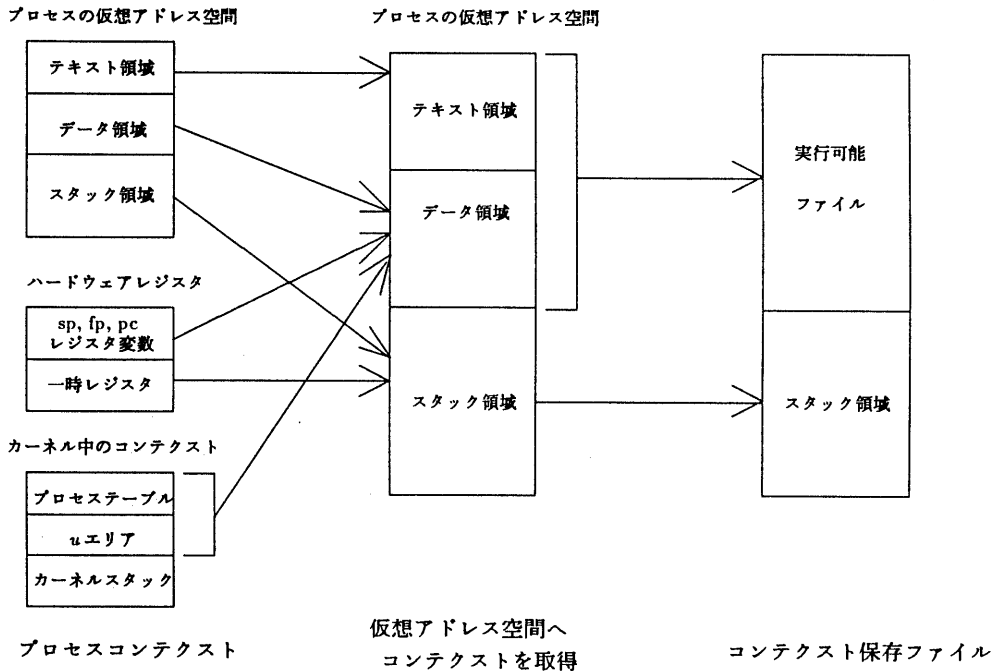 プロセスの仮想アドレス空間
テキスト領域
データ領域
スタック領域
ハードウェアレジスタ
sp, fp, pc
レジスタ変数
一時レジスタ
カーネル中のコンテクスト
プロセステーブル
uエリア
カーネルスタック
プロセスコンテクスト
プロセスの仮想アドレス空間
テキスト領域
データ領域
スタック領域
仮想アドレス空間へ
コンテクストを取得
実行可能
ファイル
スタック領域
コンテクスト保存ファイル